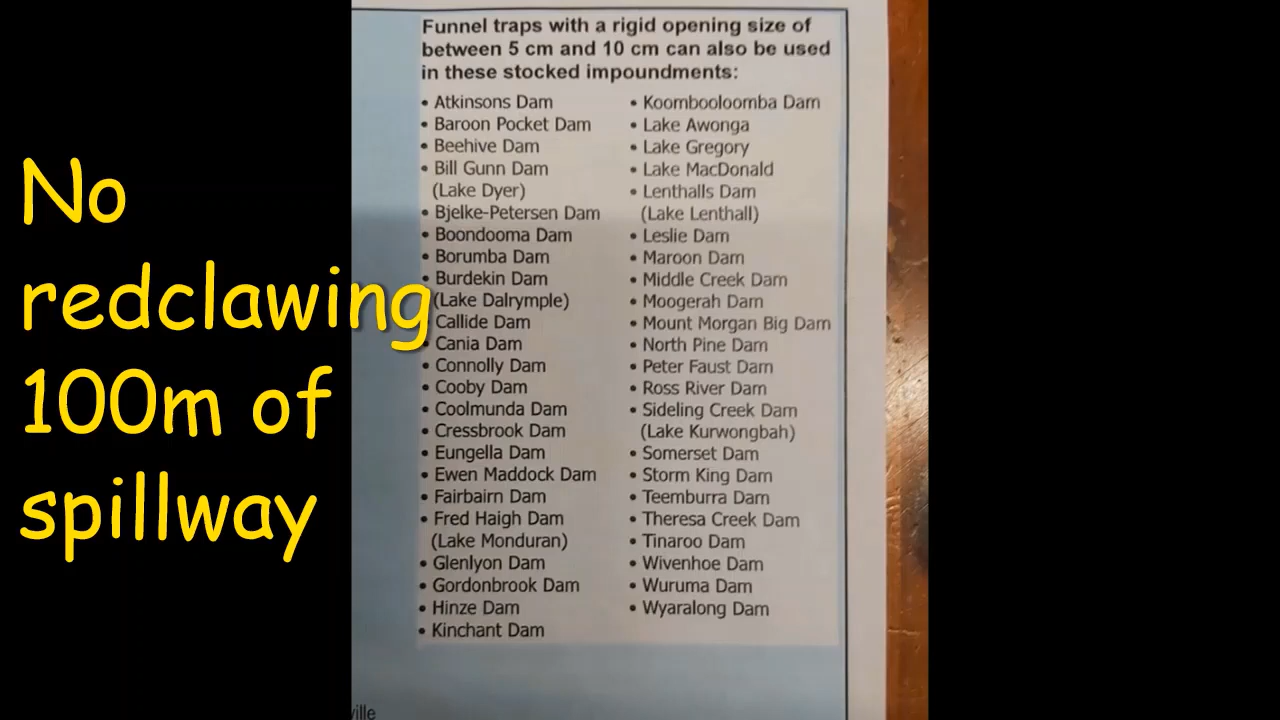 No
redclawing
100m of
spillway
Funnel traps with a rigid opening size of
between 5 cm and 10 cm can also be used
in these stocked impoundments:
• Atkinsons Dam
• Baroon Pocket Dam
• Beehive Dam
• Bill Gunn Dam
(Lake Dyer)
• Bjelke-Petersen Dam
• Boondooma Dam
• Borumba Dam
• Burdekin Dam
(Lake Dalrymple)
Callide Dam
• Cania Dam
• Connolly Dam
• Cooby Dam
• Coolmunda Dam
• Cressbrook Dam
• Eungella Dam
• Ewen Maddock Dam
• Fairbairn Dam
• Fred Haigh Dam
(Lake Monduran)
• Glenlyon Dam
• Gordonbrook Dam
• Hinze Dam
• Kinchant Dam
• Koombooloomba Dam
• Lake Awonga
• Lake Gregory
• Lake MacDonald
• Lenthalls Dam
(Lake Lenthall)
• Leslie Dam
• Maroon Dam
• Middle Creek Dam
• Moogerah Dam
• Mount Morgan Big Dam
• North Pine Dam
• Peter Faust Dam
• Ross River Dam
• Sideling Creek Dam
(Lake Kurwongbah)
• Somerset Dam
• Storm King Dam
• Teemburra Dam
• Theresa Creek Dam
• Tinaroo Dam
• Wivenhoe Dam
• Wuruma Dam
• Wyaralong Dam
ville